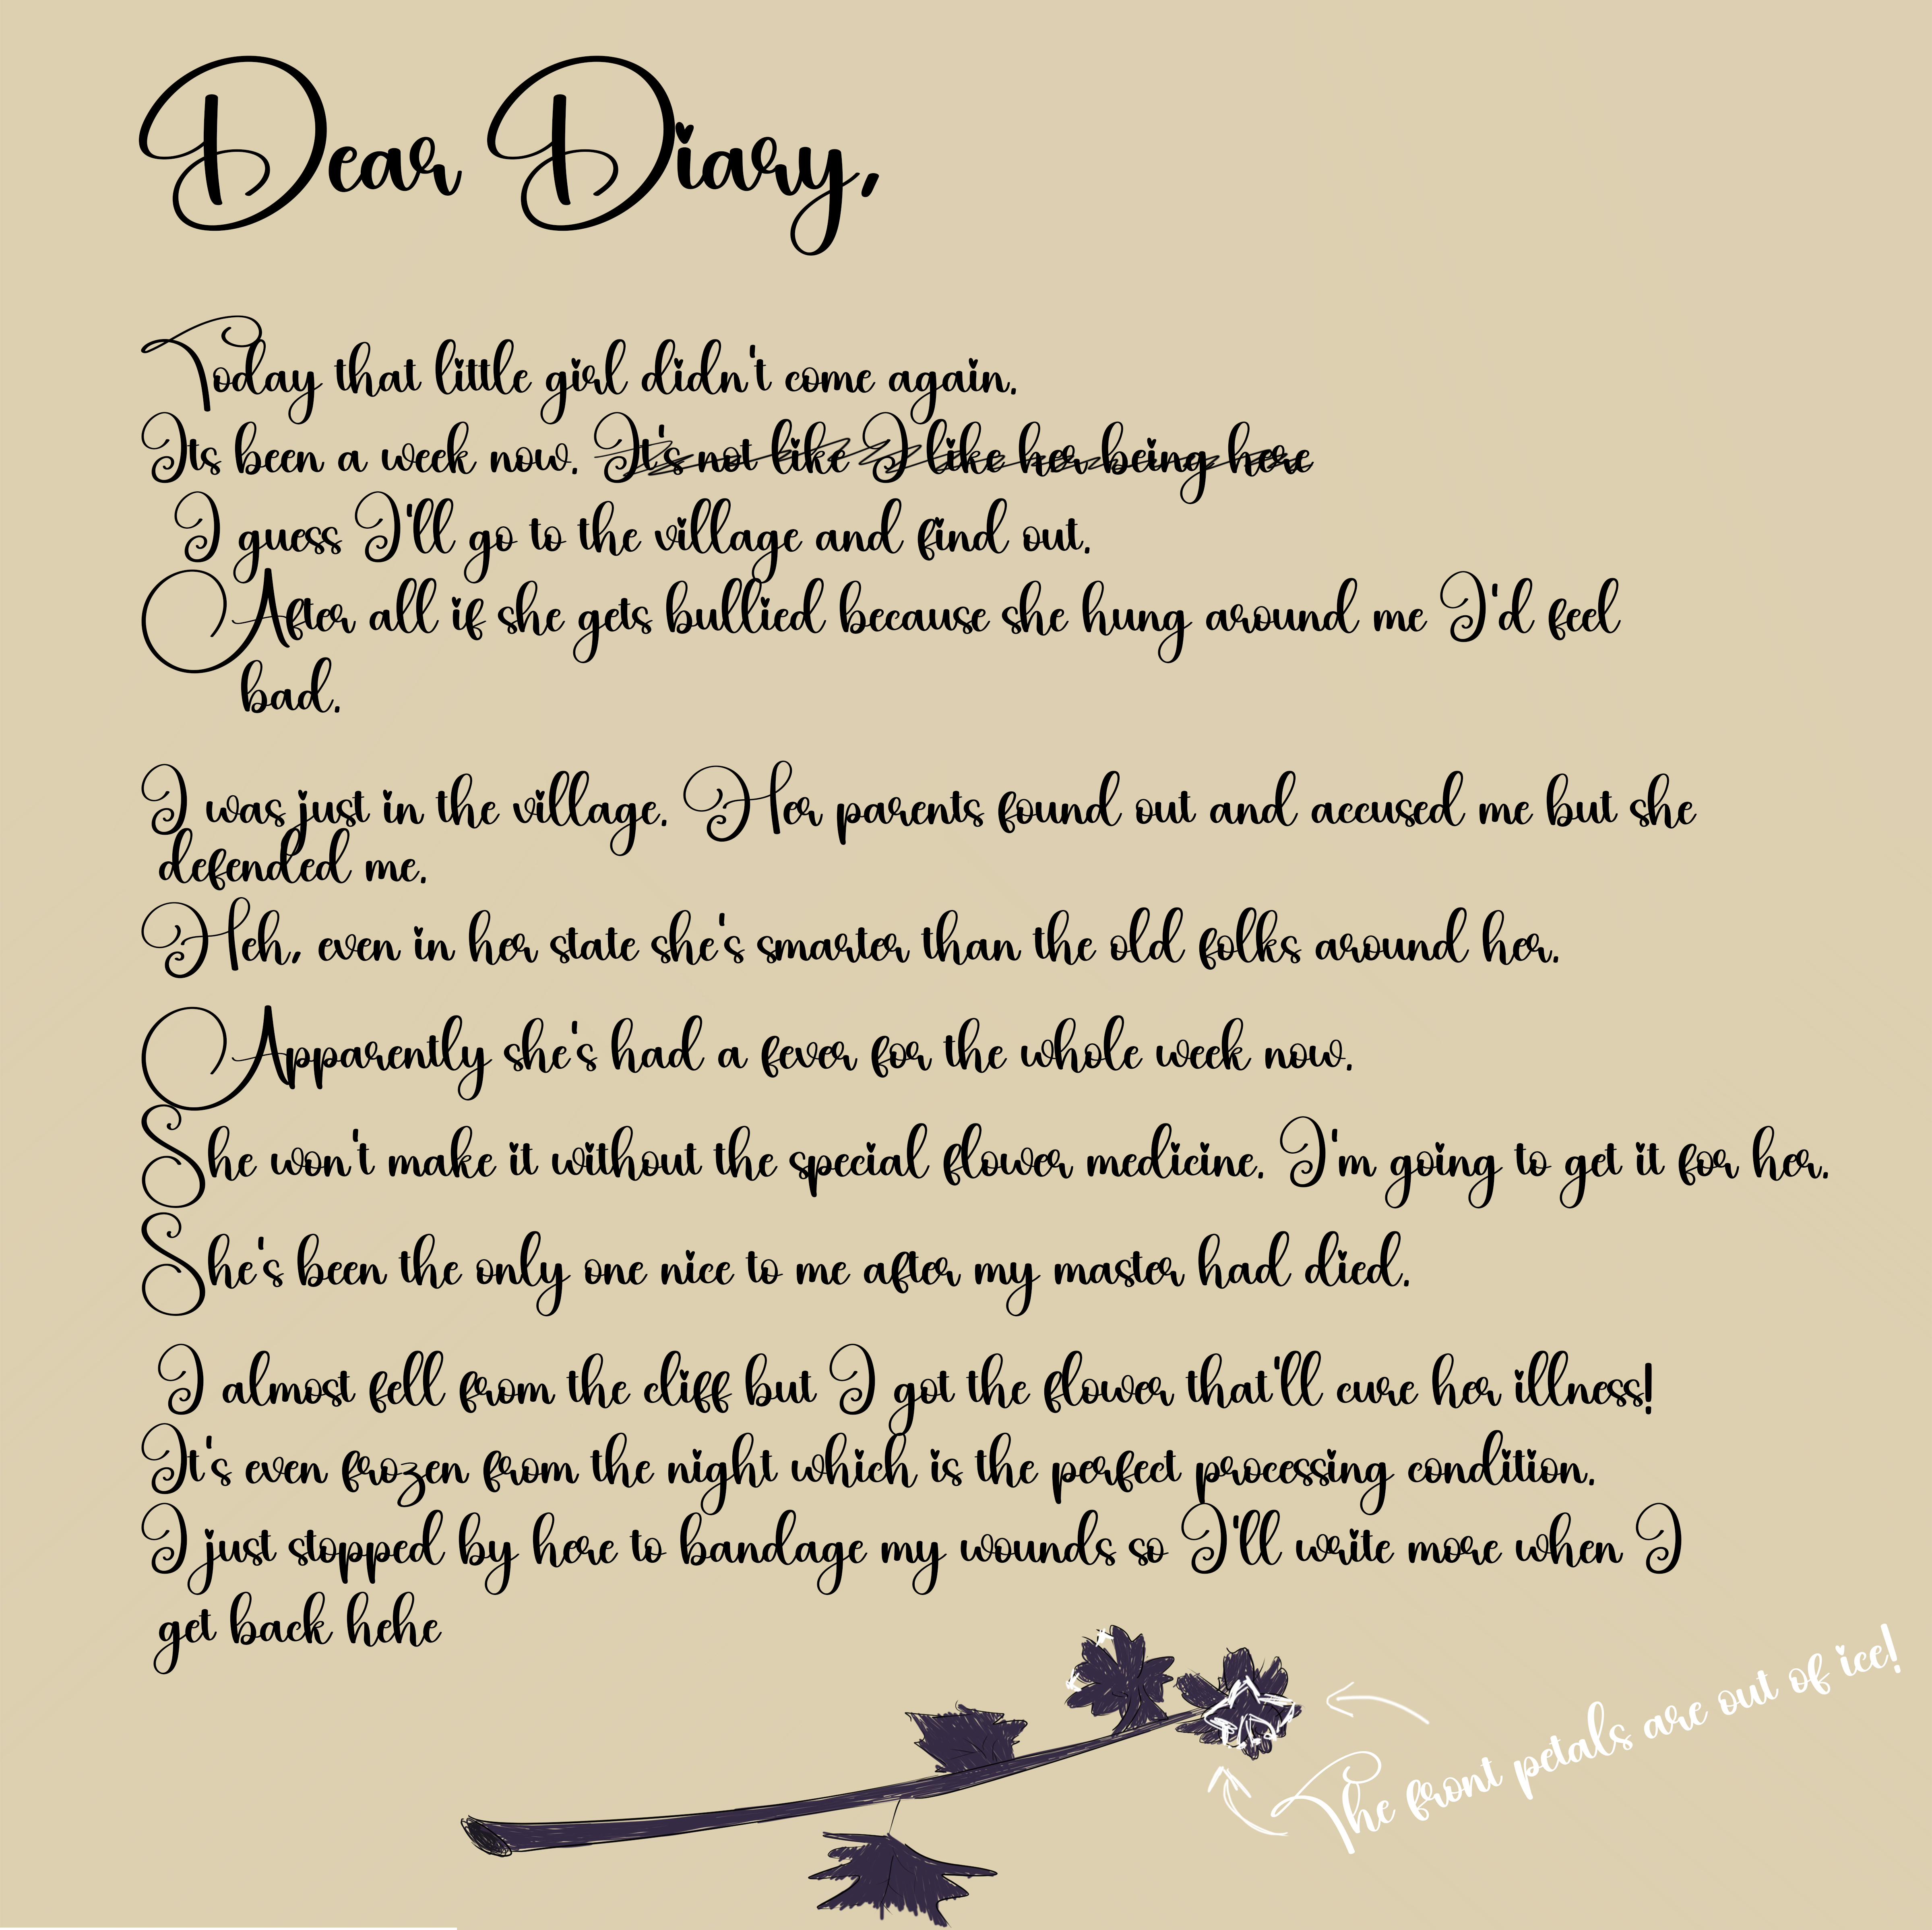 Dear Diary,
Today that little girl didn't come again.
Its been a week now. It's not like I like her being here
I guess I'll go to the village and find out.
After all if she gets bullied because she hung around me I'd feel
bad.
I was just in the village. Her parents found out and accused me but she
defended me.
Heh, even in her state she's smarter than the old folks around her.
Apparently she's had a fever for the whole week now.
She won't make it without the special flower medicine. I'm going to get it for her.
She's been the only one nice to me after my master had died.
I almost fell from the cliff but I got the flower that'll cure her illness!
It's even frozen from the night which is the perfect processing condition.
I just stopped by here to bandage my wounds so I'll write more when I
get back hehe
The front petals are out of ice!